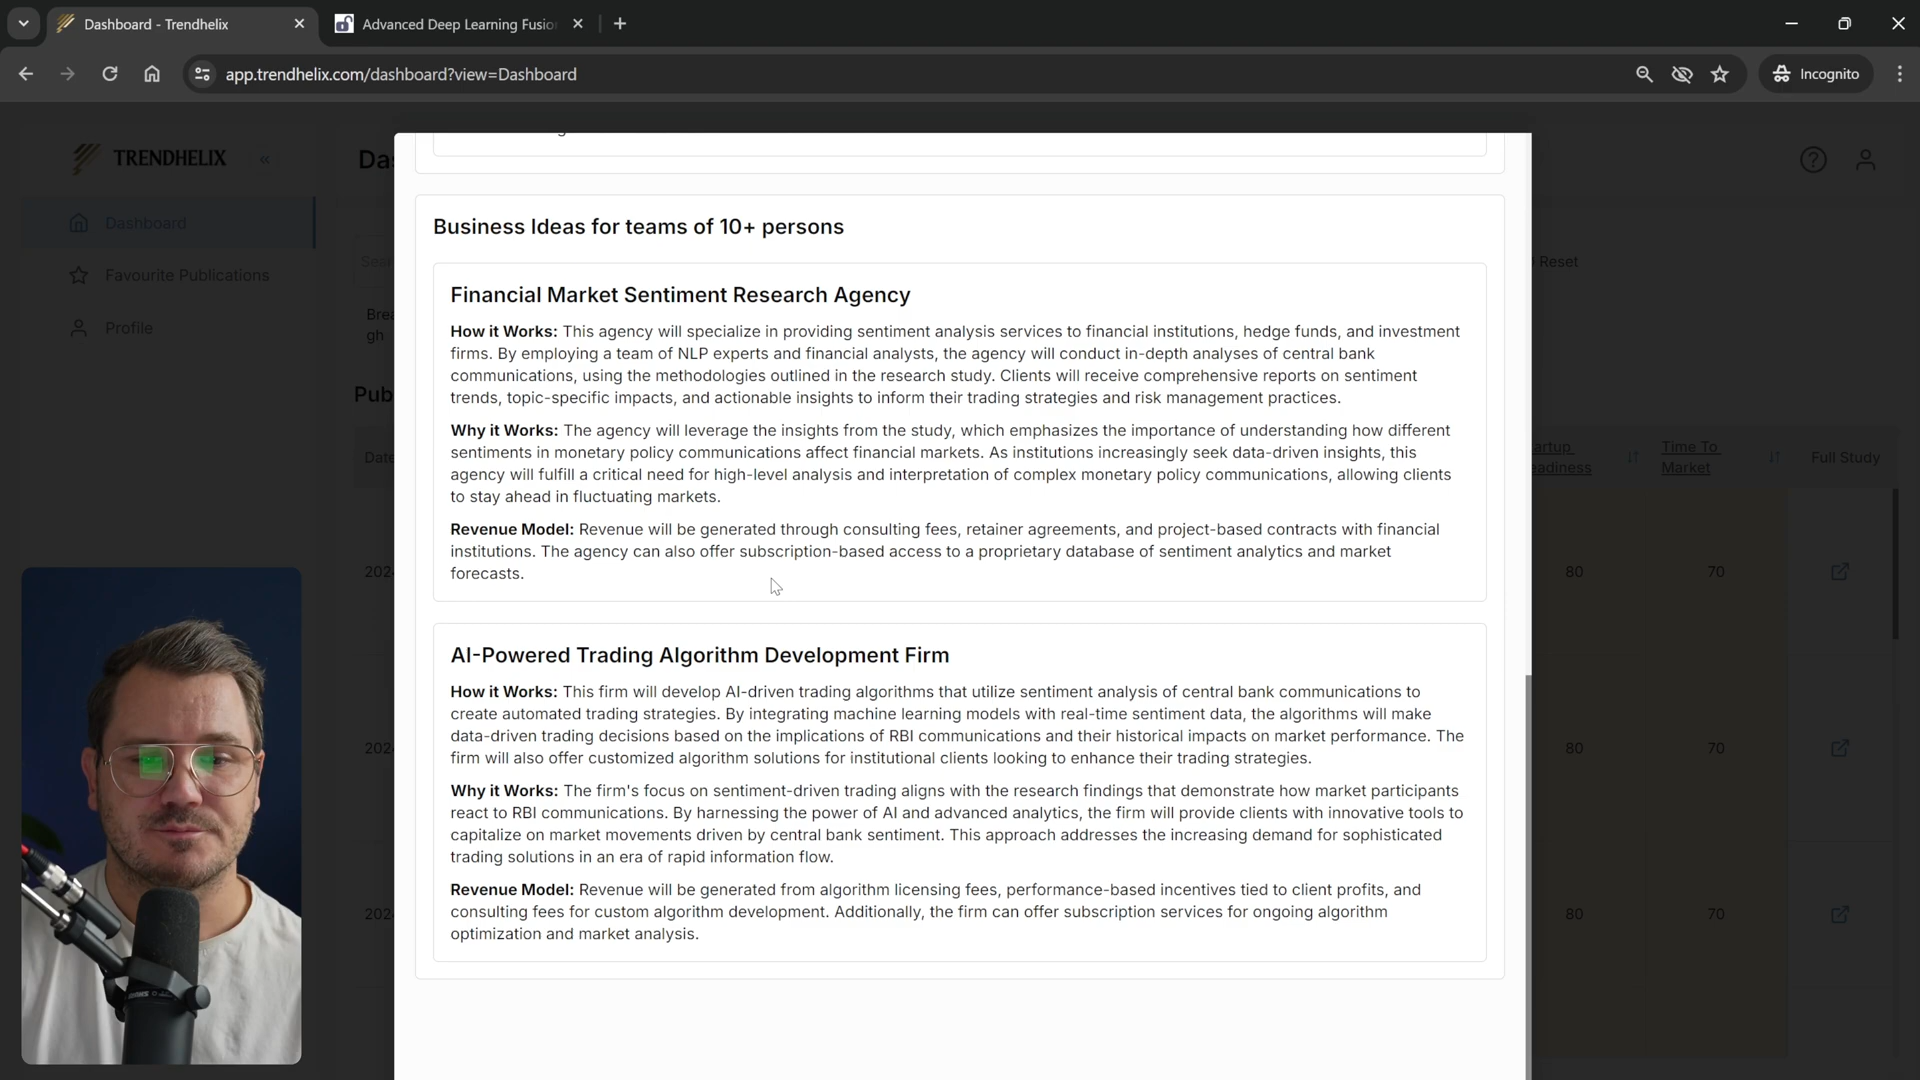 Dashboard - Trendhelix
Advanced Deep Learning Fusio
app.trendhelix.com/dashboard?view=Dashboard
Incognito
TRENDHELIX
Das
Dashboard
Favourite Publications
Profile
Sea
Reset
Brea
gh
Pub
Date
artup
eadiness
Time To
Market
Full Study
202
80
70
202
80
70
202
80
70
Business Ideas for teams of 10+ persons
Financial Market Sentiment Research Agency
How it Works: This agency will specialize in providing sentiment analysis services to financial institutions, hedge funds, and investment
firms. By employing a team of NLP experts and financial analysts, the agency will conduct in-depth analyses of central bank
communications, using the methodologies outlined in the research study. Clients will receive comprehensive reports on sentiment
trends, topic-specific impacts, and actionable insights to inform their trading strategies and risk management practices.
Why it Works: The agency will leverage the insights from the study, which emphasizes the importance of understanding how different
sentiments in monetary policy communications affect financial markets. As institutions increasingly seek data-driven insights, this
agency will fulfill a critical need for high-level analysis and interpretation of complex monetary policy communications, allowing clients
to stay ahead in fluctuating markets.
Revenue Model: Revenue will be generated through consulting fees, retainer agreements, and project-based contracts with financial
institutions. The agency can also offer subscription-based access to a proprietary database of sentiment analytics and market
forecasts.
AI-Powered Trading Algorithm Development Firm
How it Works: This firm will develop AI-driven trading algorithms that utilize sentiment analysis of central bank communications to
create automated trading strategies. By integrating machine learning models with real-time sentiment data, the algorithms will make
data-driven trading decisions based on the implications of RBI communications and their historical impacts on market performance. The
firm will also offer customized algorithm solutions for institutional clients looking to enhance their trading strategies.
Why it Works: The firm's focus on sentiment-driven trading aligns with the research findings that demonstrate how market participants
react to RBI communications. By harnessing the power of AI and advanced analytics, the firm will provide clients with innovative tools to
capitalize on market movements driven by central bank sentiment. This approach addresses the increasing demand for sophisticated
trading solutions in an era of rapid information flow.
Revenue Model: Revenue will be generated from algorithm licensing fees, performance-based incentives tied to client profits, and
consulting fees for custom algorithm development. Additionally, the firm can offer subscription services for ongoing algorithm
optimization and market analysis.